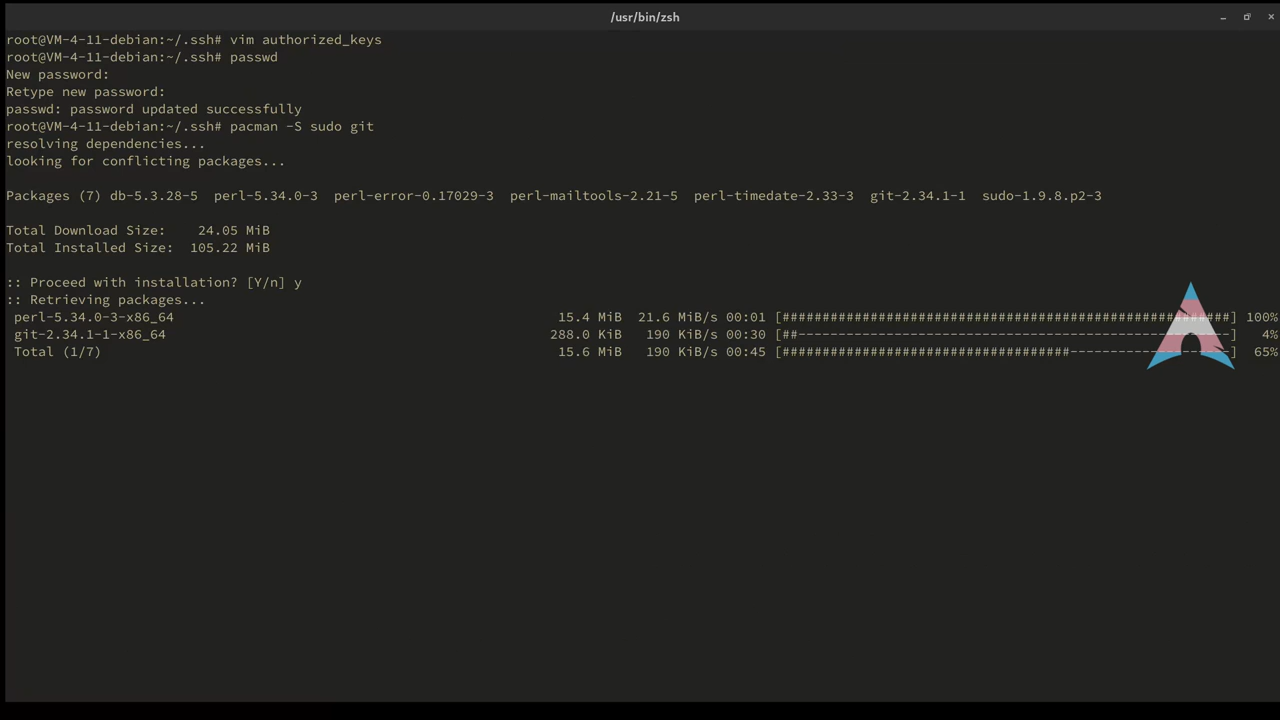 /usr/bin/zsh
root@VM-4-11-debian:~/.ssh# vim authorized_keys
root@VM-4-11-debian:~/.ssh# passwd
New password:
Retype new password:
passwd: password updated successfully
root@VM-4-11-debian:~/.ssh# pacman -S sudo git
resolving dependencies...
looking for conflicting packages...
Packages (7) db-5.3.28-5  perl-5.34.0-3  perl-error-0.17029-3  perl-mailtools-2.21-5  perl-timedate-2.33-3  git-2.34.1-1  sudo-1.9.8.p2-3
Total Download Size:    24.05 MiB
Total Installed Size:  105.22 MiB
:: Proceed with installation? [Y/n] y
:: Retrieving packages...
perl-5.34.0-3-x86_64 15.4 MiB 21.6 MiB/s 00:01 [########################################################] 100%
git-2.34.1-1-x86_64 288.0 KiB 190 KiB/s 00:30 [##------------------------------------------------------] 4%
Total (1/7) 15.6 MiB 190 KiB/s 00:45 [####################################--------------------] 65%